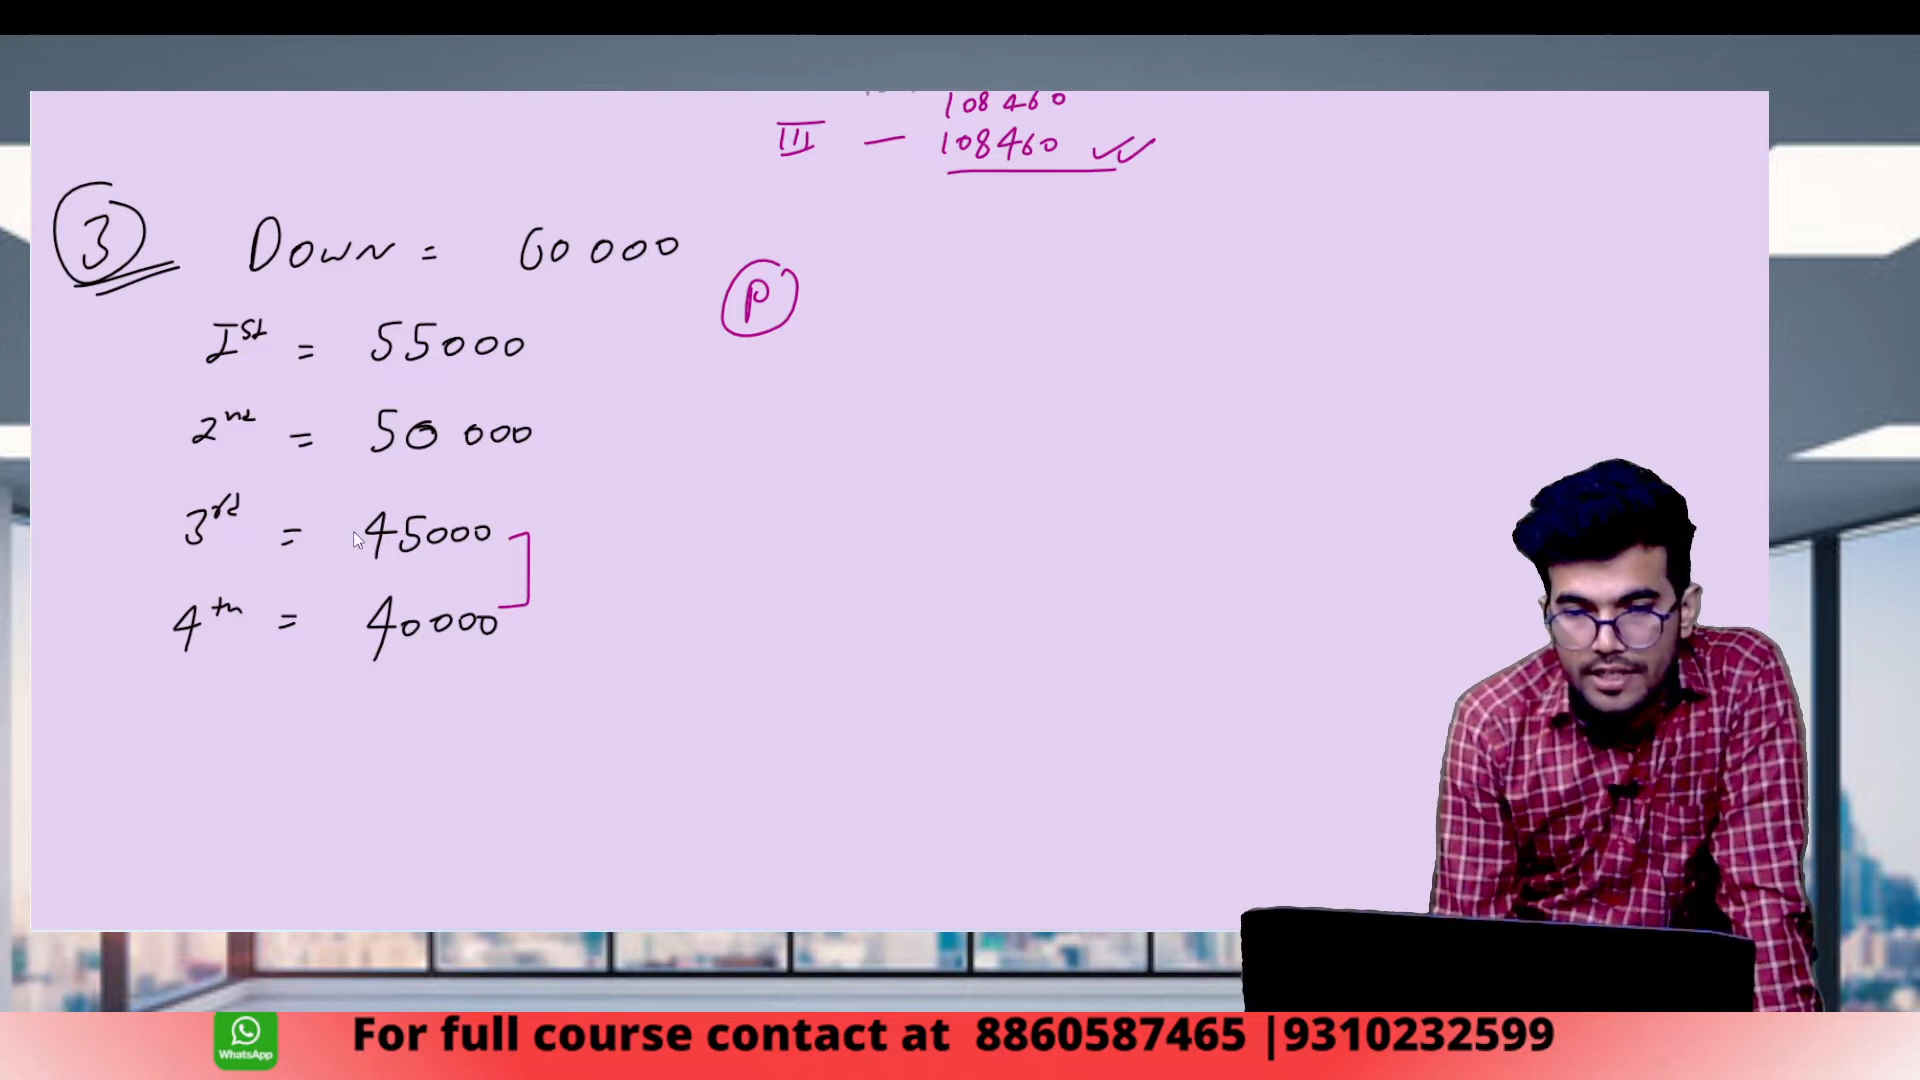 108460
III — 108460 ✓✓
3 Down = 60000
P
Ist = 55000
2nd = 50000
3rd = 45000
4th = 40000
WhatsApp
For full course contact at 8860587465 |9310232599